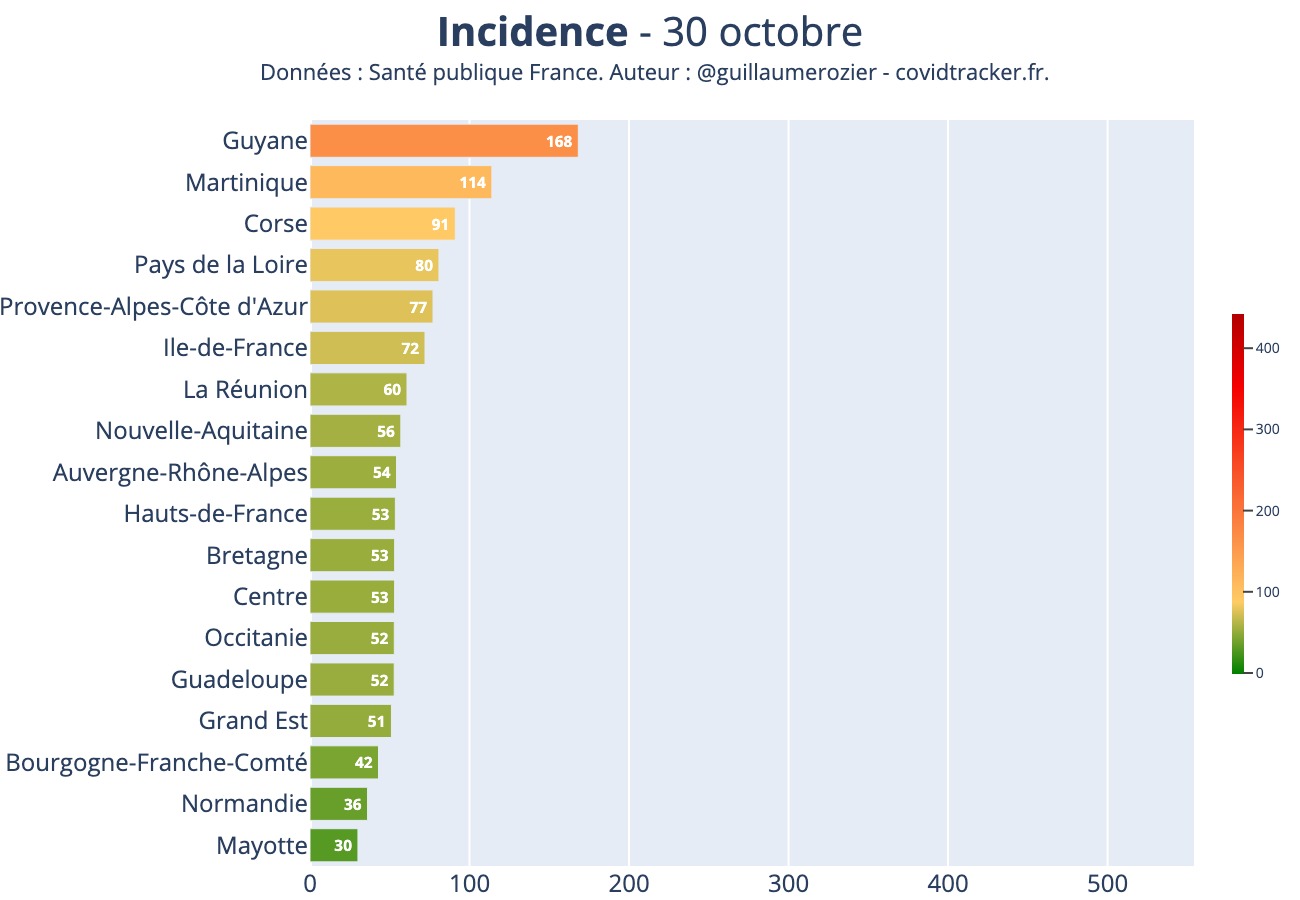 Incidence - 30 octobre
Données : Santé publique France. Auteur : @guillaumerozier - covidtracker.fr.
Guyane 168
Martinique 114
Corse 91
Pays de la Loire 80
Provence-Alpes-Côte d'Azur 77
Ile-de-France 72
La Réunion 60
Nouvelle-Aquitaine 56
Auvergne-Rhône-Alpes 54
Hauts-de-France 53
Bretagne 53
Centre 53
Occitanie 52
Guadeloupe 52
Grand Est 51
Bourgogne-Franche-Comté 42
Normandie 36
Mayotte 30
0 100 200 300 400 500
400
300
200
100
0